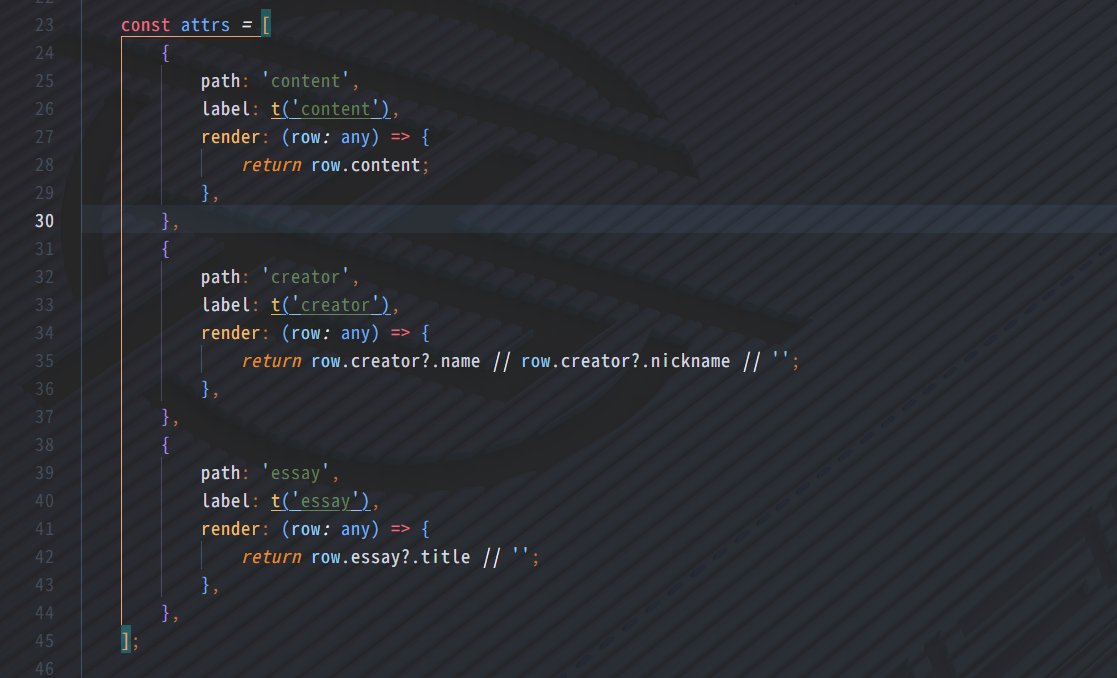 22
23 const attrs = [
24 {
25 path: 'content',
26 label: t('content'),
27 render: (row: any) => {
28 return row.content;
29 },
30 },
31 {
32 path: 'creator',
33 label: t('creator'),
34 render: (row: any) => {
35 return row.creator?.name || row.creator?.nickname || '';
36 },
37 },
38 {
39 path: 'essay',
40 label: t('essay'),
41 render: (row: any) => {
42 return row.essay?.title || '';
43 },
44 },
45 ];
46